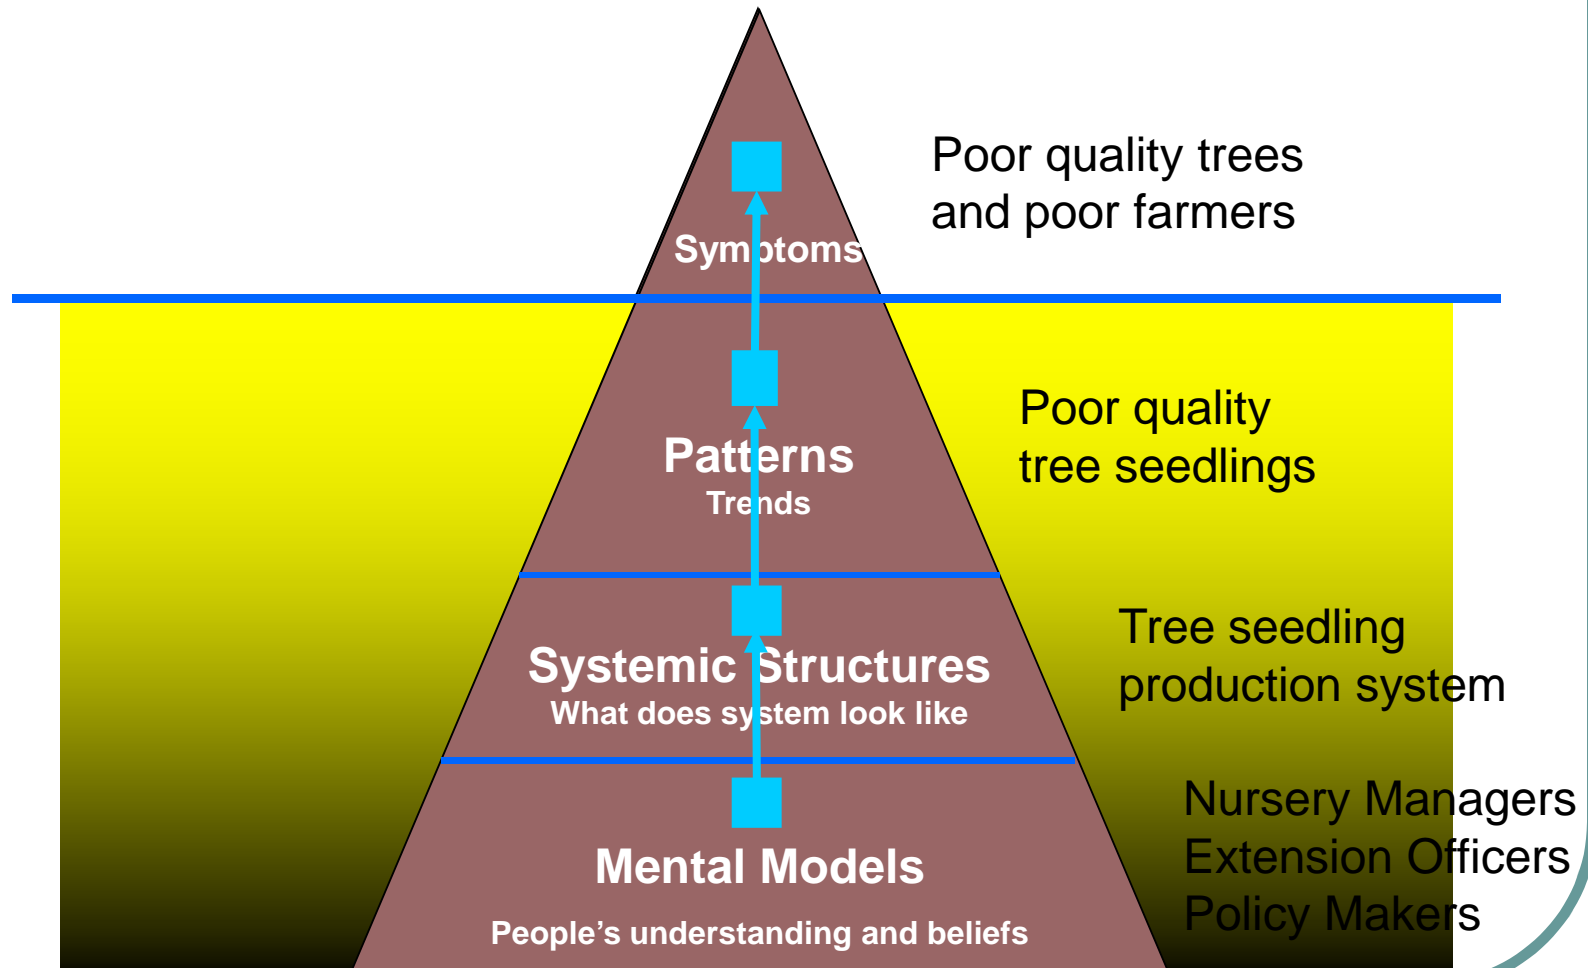 Poor quality trees
and poor farmers
Symptoms
Poor quality
tree seedlings
Patterns
Trends
Tree seedling
production system
Systemic Structures
What does system look like
Nursery Managers
Extension Officers
Policy Makers
Mental Models
People’s understanding and beliefs